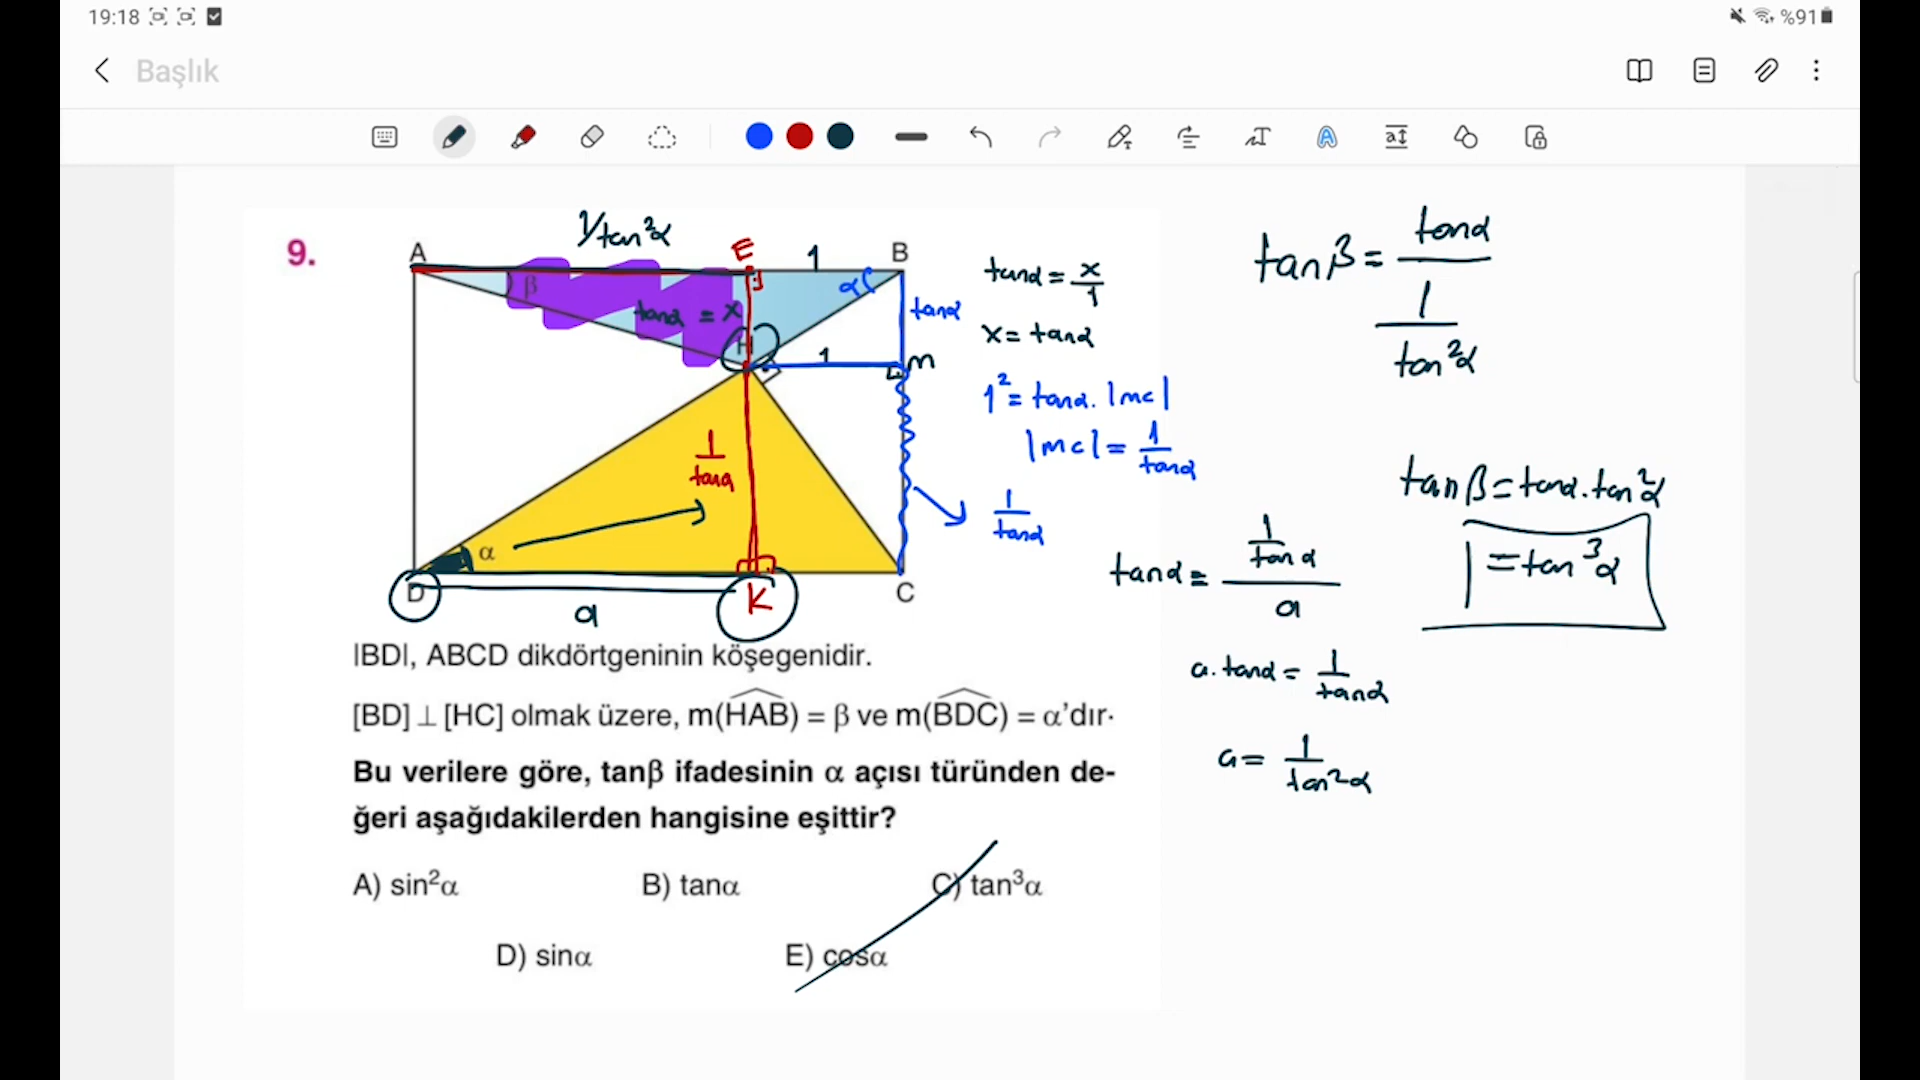 19:18
%91
Başlık
9.
1/tan²α
A
E
1
B
β
α
tanα = x
tanα
H
1
m
1/tanα
α
D
a
K
C
tanα = x/1
x = tanα
1² = tanα . |mc|
|mc| = 1/tanα
1/tanα
tanβ = tanα / (1/tan²α)
tanβ = tanα . tan²α
= tan³α
tanα = (1/tanα) / a
a . tanα = 1/tanα
a = 1/tan²α
|BD|, ABCD dikdörtgeninin köşegenidir.
[BD] ⊥ [HC] olmak üzere, m(HAB) = β ve m(BDC) = α'dır.
Bu verilere göre, tanβ ifadesinin α açısı türünden de-
ğeri aşağıdakilerden hangisine eşittir?
A) sin²α B) tanα C) tan³α
D) sinα E) cosα